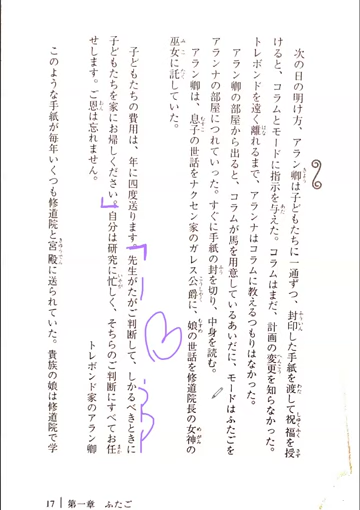 次の日の明け方、アラン卿は子どもたちに一通ずつ、封印した手紙を渡して祝福を授
けると、コラムとモードに指示を与えた。コラムはまだ、計画の変更を知らなかった。
トレボンドを遠く離れるまで、アランナはコラムに教えるつもりはなかった。
アラン卿の部屋から出ると、コラムが馬を用意しているあいだに、モードはふたごを
アランナの部屋につれていった。すぐに手紙の封を切り、中身を読む。
アラン卿は、息子の世話をナクセン家のガレス公爵に、娘の世話を修道院長の女神の
巫女に託していた。
子どもたちの費用は、年に四度送ります。先生がたがご判断して、しかるべきときに
子どもたちを家にお帰しください。自分は研究に忙しく、そちらのご判断にすべてお任
せします。ご恩は忘れません。
トレボンド家のアラン卿
このような手紙が毎年いくつも修道院と宮殿に送られていた。貴族の娘は修道院で学
17 第一章 ふたご